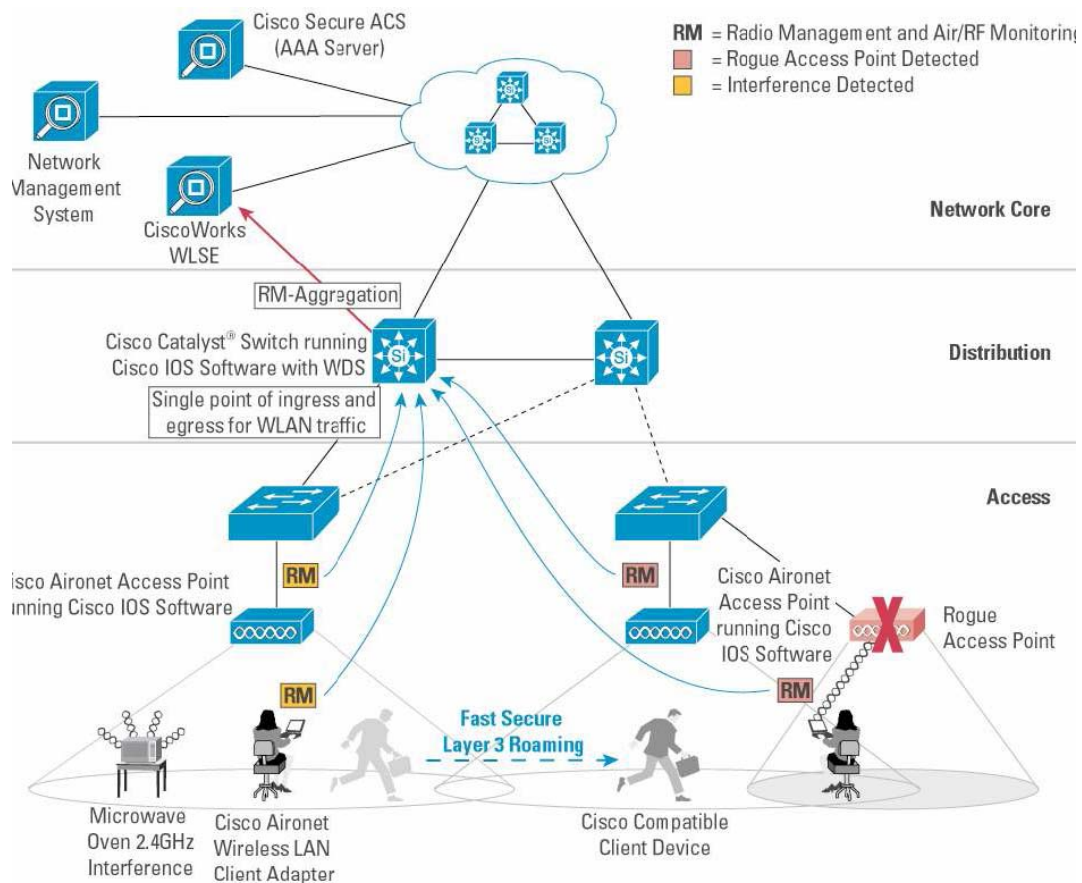 Cisco Secure ACS
(AAA Server)
RM = Radio Management and Air/RF Monitoring
= Rogue Access Point Detected
= Interference Detected
Network
Management
System
CiscoWorks
WLSE
Network Core
RM-Aggregation
Cisco Catalyst® Switch running
Cisco IOS Software with WDS
Si
Si
Distribution
Single point of ingress and
egress for WLAN traffic
Access
RM
RM
isco Aironet Access Point
unning Cisco IOS Software
Cisco Aironet
Access Point
running Cisco
IOS Software
Rogue
Access Point
X
RM
RM
Fast Secure
Layer 3 Roaming
Microwave
Oven 2.4GHz
Interference
Cisco Aironet
Wireless LAN
Client Adapter
Cisco Compatible
Client Device